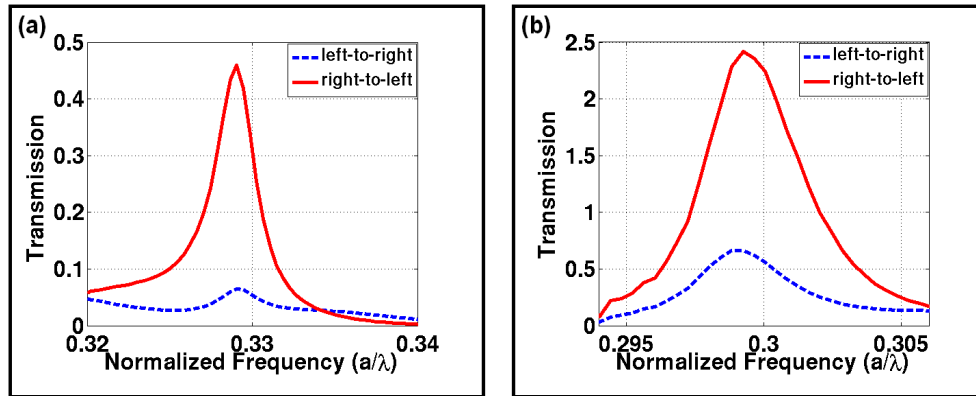 (a)
Transmission
0.5
0.4
0.3
0.2
0.1
0
left-to-right
right-to-left
0.32
0.33
0.34
Normalized Frequency (a/λ)
(b)
Transmission
2.5
2
1.5
1
0.5
0
left-to-right
right-to-left
0.295
0.3
0.305
Normalized Frequency (a/λ)